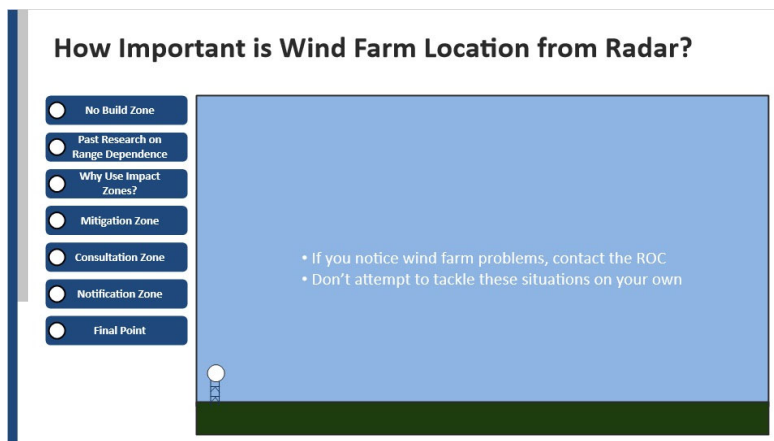 How Important is Wind Farm Location from Radar?
No Build Zone
Past Research on
Range Dependence
Why Use Impact
Zones?
Mitigation Zone
Consultation Zone
Notification Zone
Final Point
• If you notice wind farm problems, contact the ROC
• Don't attempt to tackle these situations on your own